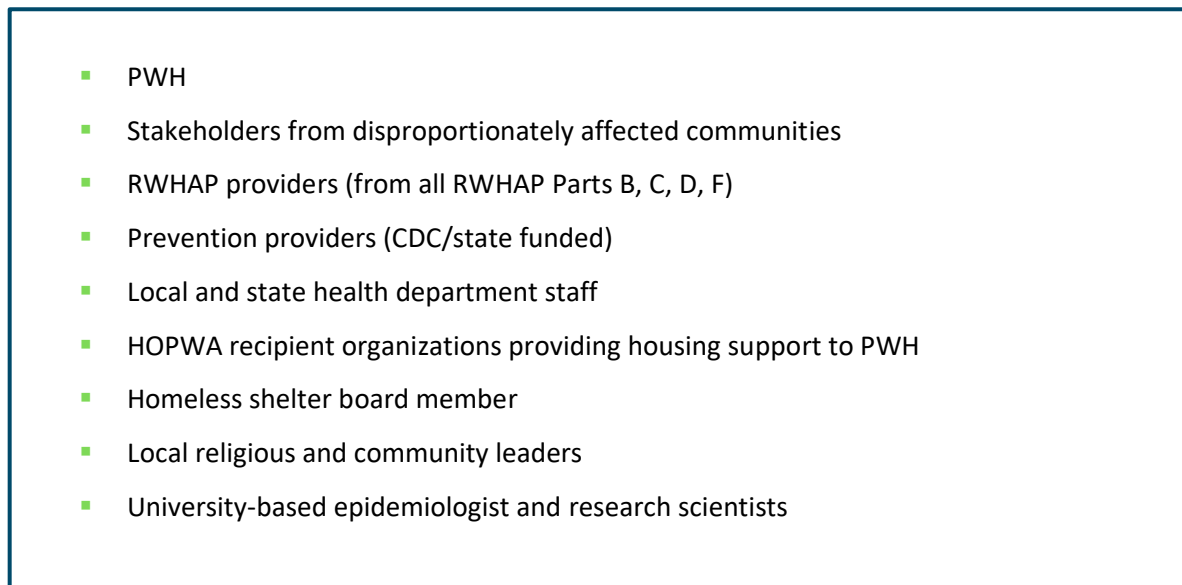 ▪ PWH
▪ Stakeholders from disproportionately affected communities
▪ RWHAP providers (from all RWHAP Parts B, C, D, F)
▪ Prevention providers (CDC/state funded)
▪ Local and state health department staff
▪ HOPWA recipient organizations providing housing support to PWH
▪ Homeless shelter board member
▪ Local religious and community leaders
▪ University-based epidemiologist and research scientists